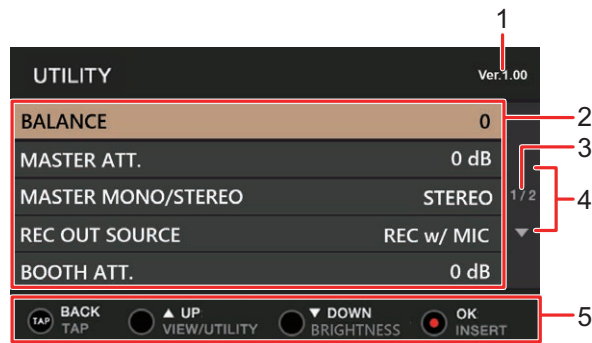 1
UTILITY Ver.1.00
BALANCE 0 2
MASTER ATT. 0 dB 3
MASTER MONO/STEREO STEREO 1/2 4
REC OUT SOURCE REC w/ MIC ▼
BOOTH ATT. 0 dB
TAP BACK ▲ UP ▼ DOWN OK 5
TAP VIEW/UTILITY BRIGHTNESS INSERT